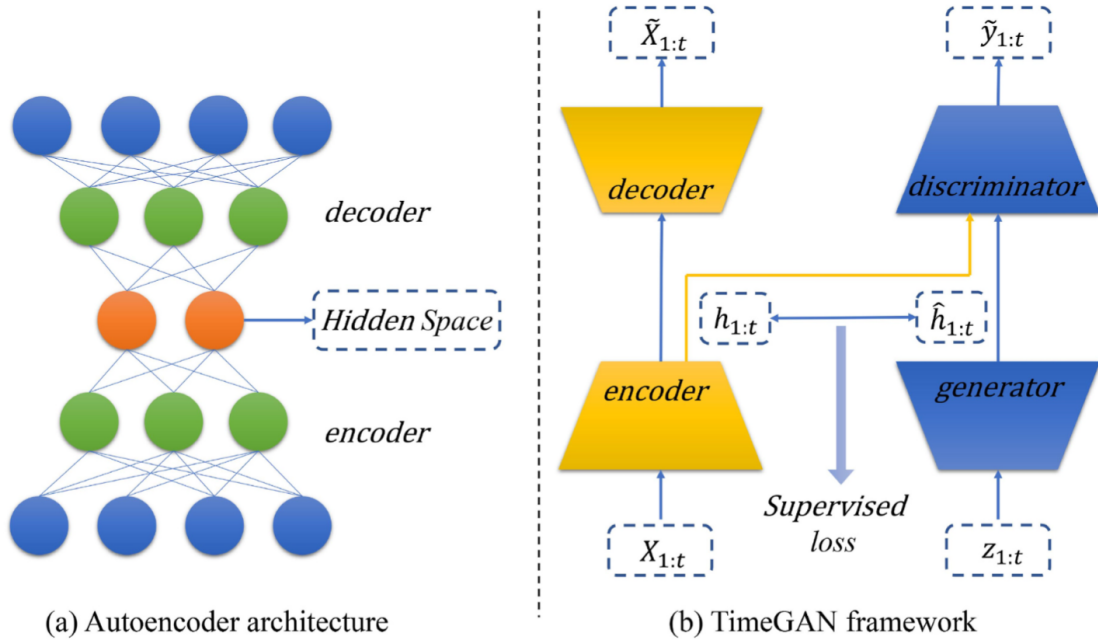 decoder
Hidden Space
encoder
(a) Autoencoder architecture
X̃1:t
ỹ1:t
decoder
discriminator
h1:t
ĥ1:t
encoder
generator
Supervised
loss
X1:t
z1:t
(b) TimeGAN framework